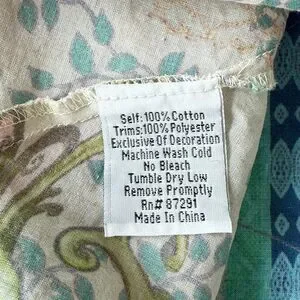 Self: 100% Cotton
Trims: 100% Polyester
Exclusive Of Decoration
Machine Wash Cold
No Bleach
Tumble Dry Low
Remove Promptly
Rn# 87291
Made In China